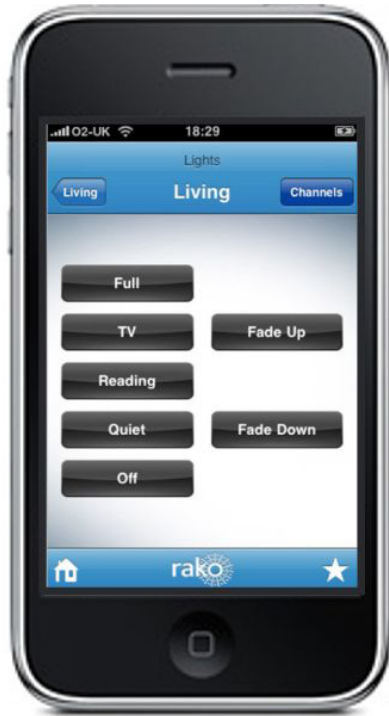 O2-UK 18:29
Lights
Living Living Channels
Full
TV Fade Up
Reading
Quiet Fade Down
Off
rako